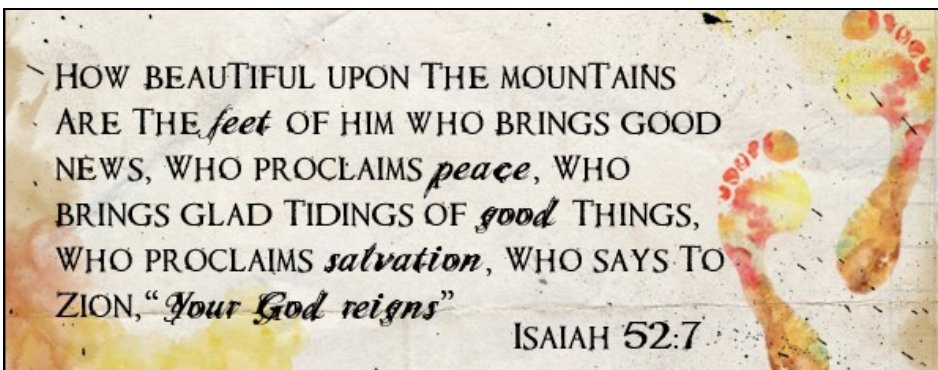 How beautiful upon the mountains
Are the feet of him who brings good
news, who proclaims peace, who
brings glad tidings of good things,
who proclaims salvation, who says to
Zion,“Your God reigns”
Isaiah 52:7